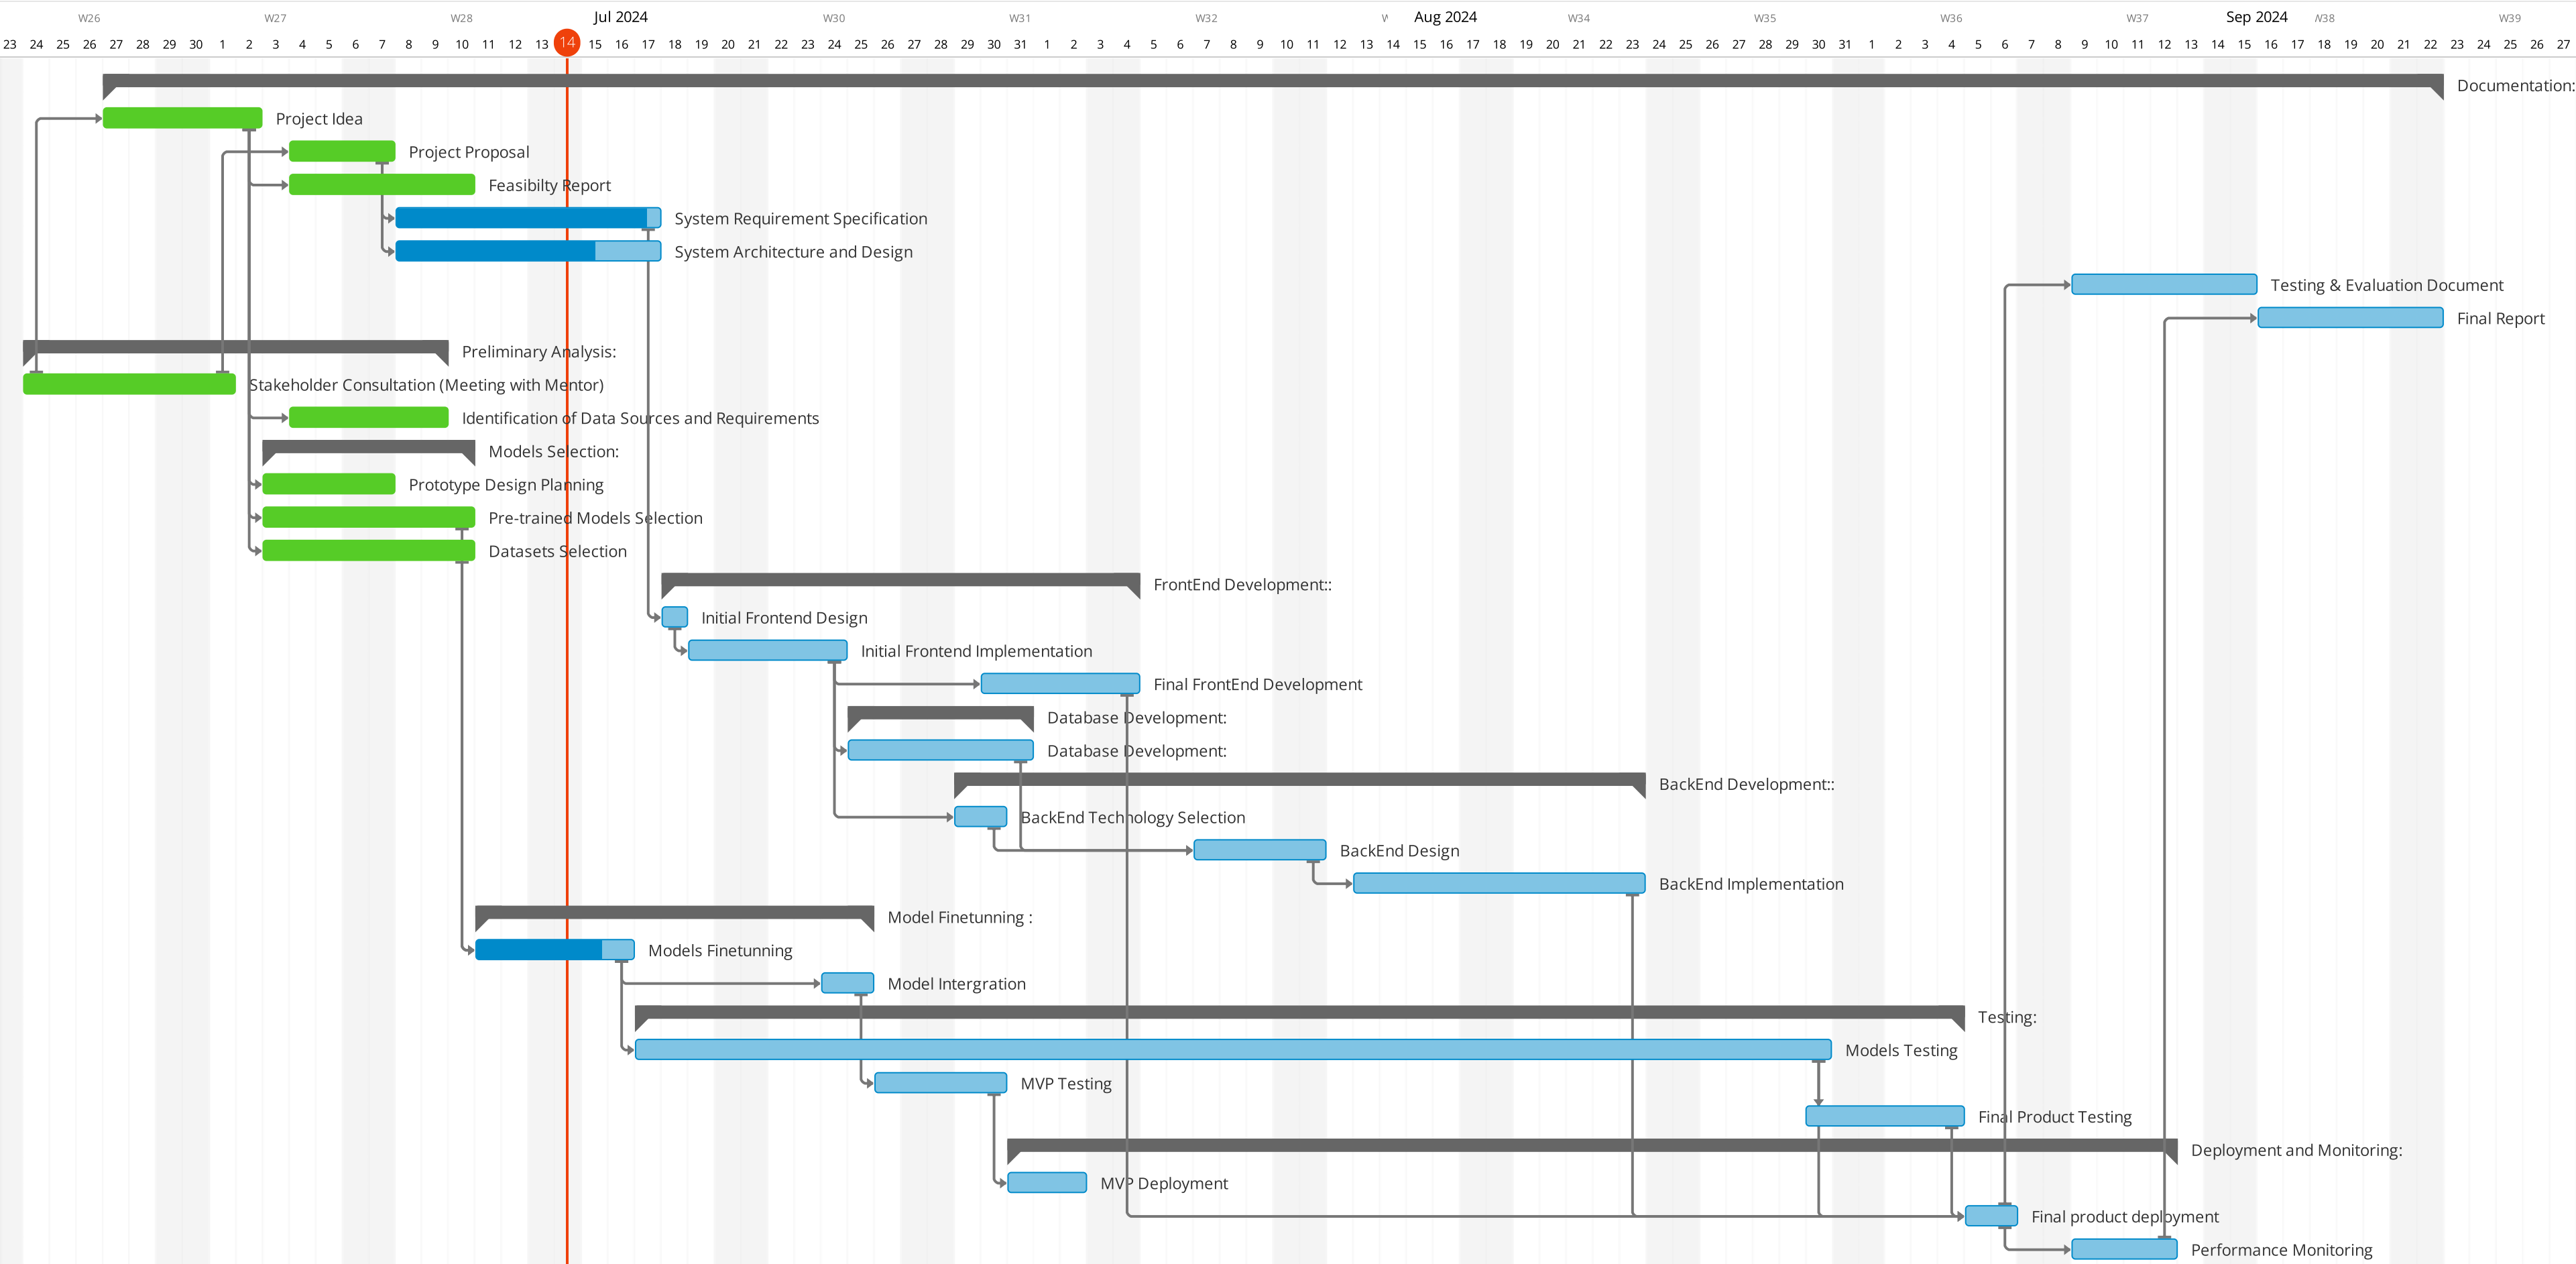 W26 W27 W28 Jul 2024 W30 W31 W32 Aug 2024 W34 W35 W36 W37 Sep 2024 W38 W39
23 24 25 26 27 28 29 30 1 2 3 4 5 6 7 8 9 10 11 12 13 14 15 16 17 18 19 20 21 22 23 24 25 26 27 28 29 30 31 1 2 3 4 5 6 7 8 9 10 11 12 13 14 15 16 17 18 19 20 21 22 23 24 25 26 27 28 29 30 31 1 2 3 4 5 6 7 8 9 10 11 12 13 14 15 16 17 18 19 20 21 22 23 24 25 26 27
Documentation:
Project Idea
Project Proposal
Feasibilty Report
System Requirement Specification
System Architecture and Design
Testing & Evaluation Document
Final Report
Preliminary Analysis:
Stakeholder Consultation (Meeting with Mentor)
Identification of Data Sources and Requirements
Models Selection:
Prototype Design Planning
Pre-trained Models Selection
Datasets Selection
FrontEnd Development::
Initial Frontend Design
Initial Frontend Implementation
Final FrontEnd Development
Database Development:
Database Development:
BackEnd Development::
BackEnd Technology Selection
BackEnd Design
BackEnd Implementation
Model Finetunning :
Models Finetunning
Model Intergration
Testing:
Models Testing
MVP Testing
Final Product Testing
Deployment and Monitoring:
MVP Deployment
Final product deployment
Performance Monitoring